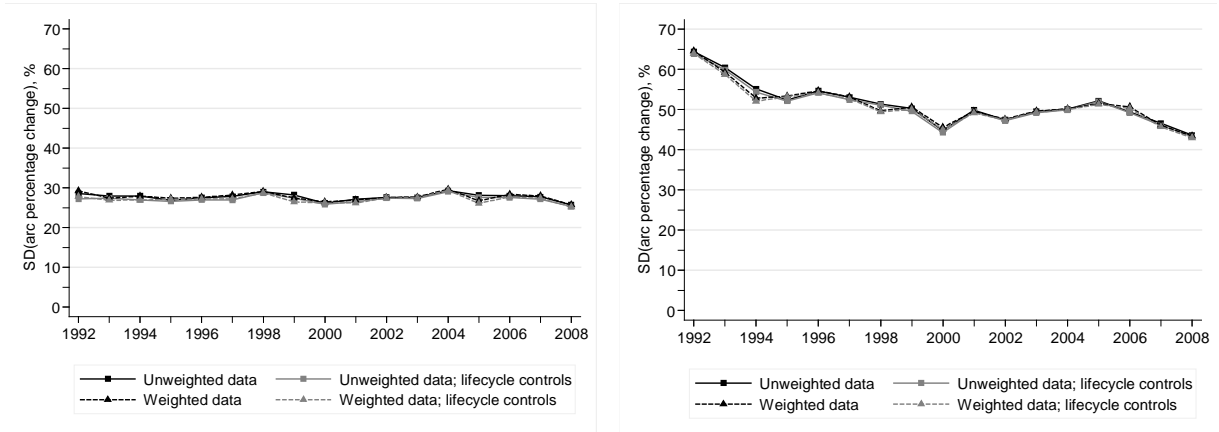 SD(arc percentage change), %
70
60
50
40
30
20
10
0
1992 1994 1996 1998 2000 2002 2004 2006 2008
Unweighted data Unweighted data; lifecycle controls
Weighted data Weighted data; lifecycle controls
SD(arc percentage change), %
70
60
50
40
30
20
10
0
1992 1994 1996 1998 2000 2002 2004 2006 2008
Unweighted data Unweighted data; lifecycle controls
Weighted data Weighted data; lifecycle controls